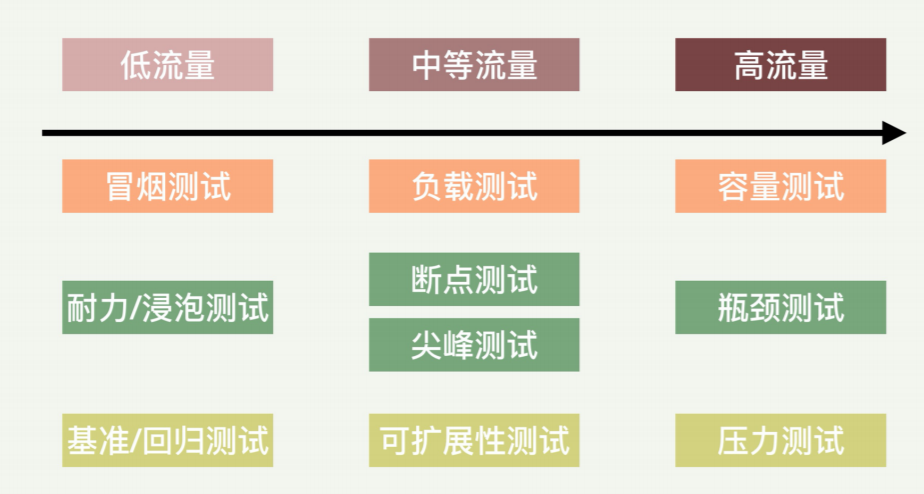 低流量
中等流量
高流量
冒烟测试
负载测试
容量测试
断点测试
耐力/浸泡测试
瓶颈测试
尖峰测试
基准/回归测试
可扩展性测试
压力测试